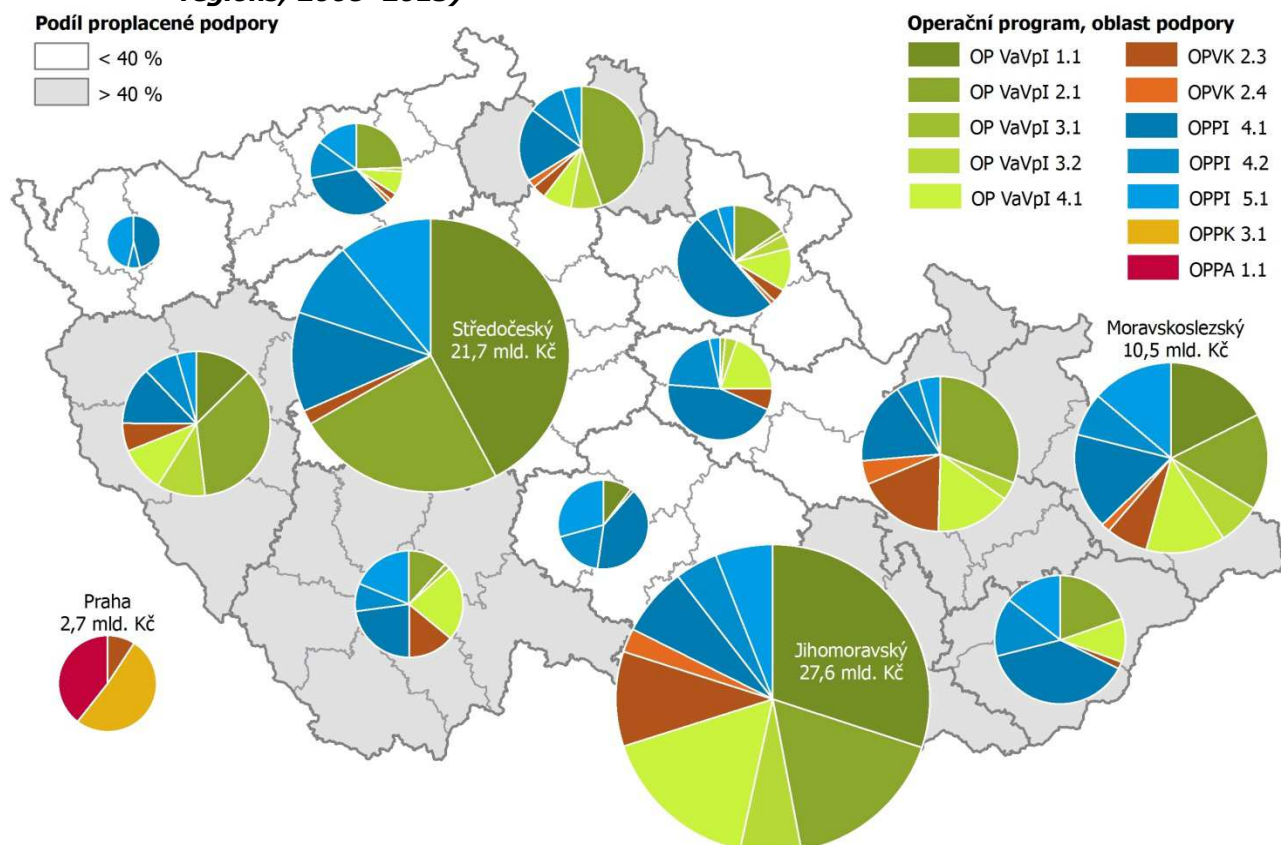 regions, 2008–2013)
Podíl proplacené podpory
< 40 %
> 40 %
Operační program, oblast podpory
OP VaVpI 1.1
OP VaVpI 2.1
OP VaVpI 3.1
OP VaVpI 3.2
OP VaVpI 4.1
OPVK 2.3
OPVK 2.4
OPPI 4.1
OPPI 4.2
OPPI 5.1
OPPK 3.1
OPPA 1.1
Středočeský
21,7 mld. Kč
Moravskoslezský
10,5 mld. Kč
Praha
2,7 mld. Kč
Jihomoravský
27,6 mld. Kč